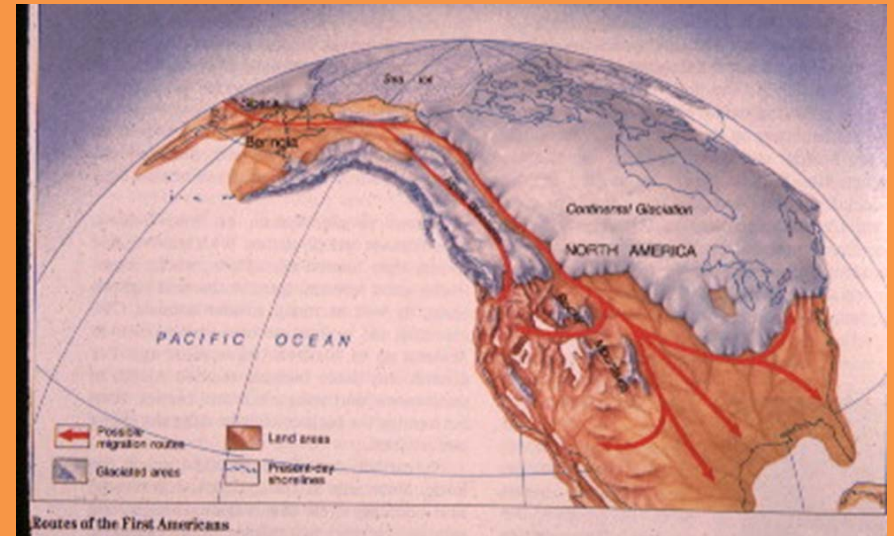 Sea ice
Siberia
Beringia
Continental Glaciation
NORTH AMERICA
PACIFIC OCEAN
Possible
migration routes
Land areas
Glaciated areas
Present-day
shorelines
Routes of the First Americans